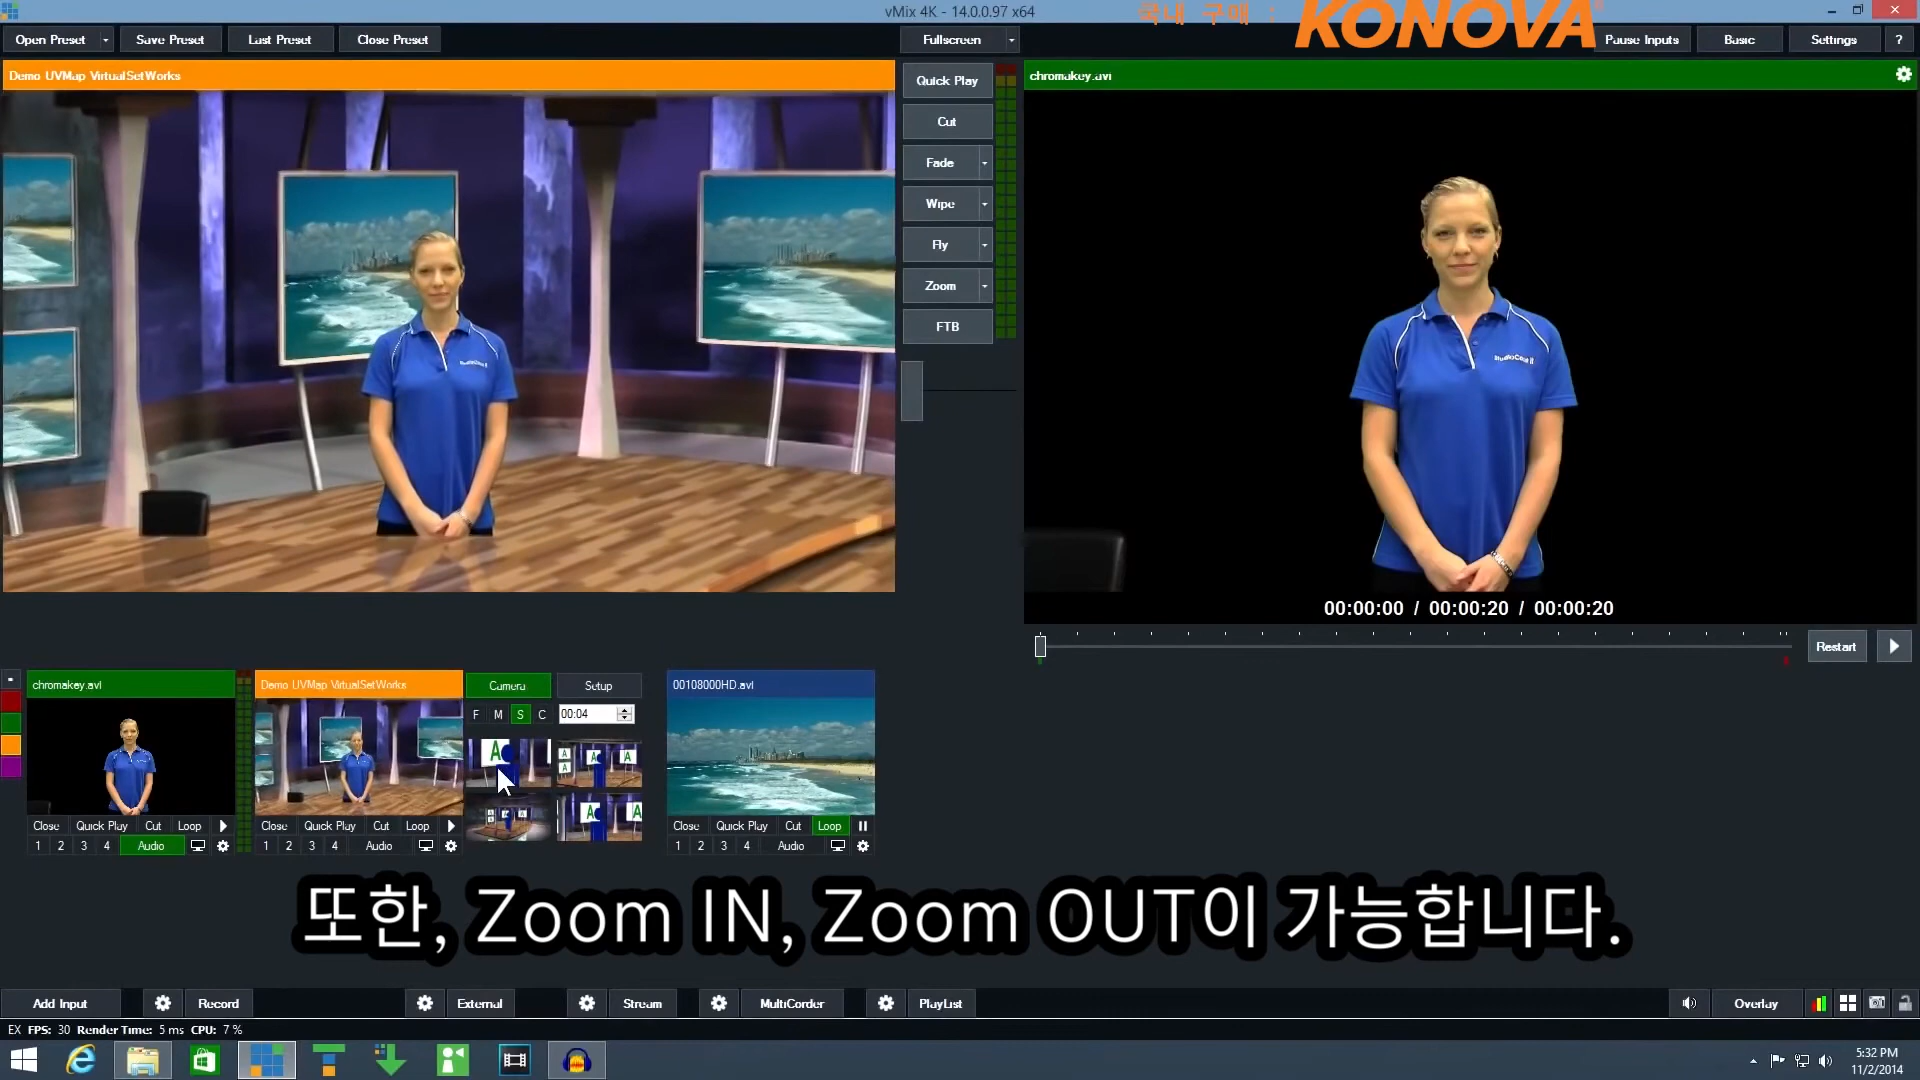 vMix 4K - 14.0.0.97 x64
국내 구매 : KONOVA
Open Preset
Save Preset
Last Preset
Close Preset
Fullscreen
Pause Inputs
Basic
Settings
?
Demo UVMap VirtualSetWorks
chromakey.avi
Quick Play
Cut
Fade
Wipe
Fly
Zoom
FTB
00:00:00 / 00:00:20 / 00:00:20
Restart
chromakey.avi
Demo UVMap VirtualSetWorks
Camera
Setup
00108000HD.avi
F M S C 00:04
Close Quick Play Cut Loop
Close Quick Play Cut Loop
Close Quick Play Cut Loop
1 2 3 4 Audio
1 2 3 4 Audio
1 2 3 4 Audio
또한, Zoom IN, Zoom OUT이 가능합니다.
Add Input
Record
External
Stream
MultiCorder
PlayList
Overlay
EX FPS: 30 Render Time: 5 ms CPU: 7 %
5:32 PM
11/2/2014